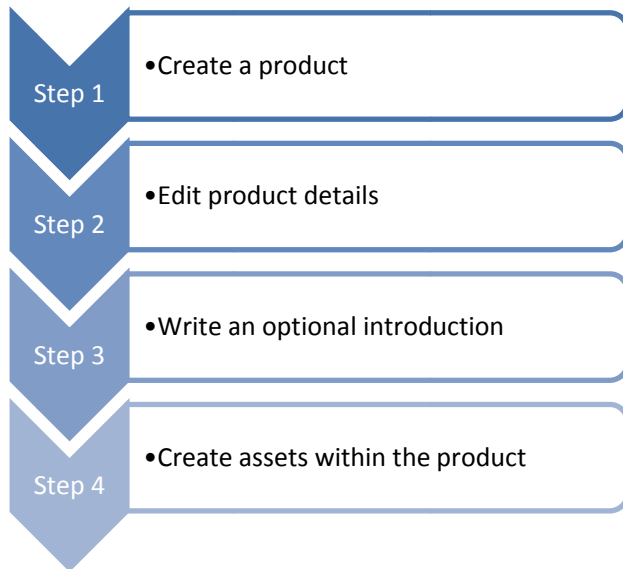 Step 1
•Create a product
Step 2
•Edit product details
Step 3
•Write an optional introduction
Step 4
•Create assets within the product